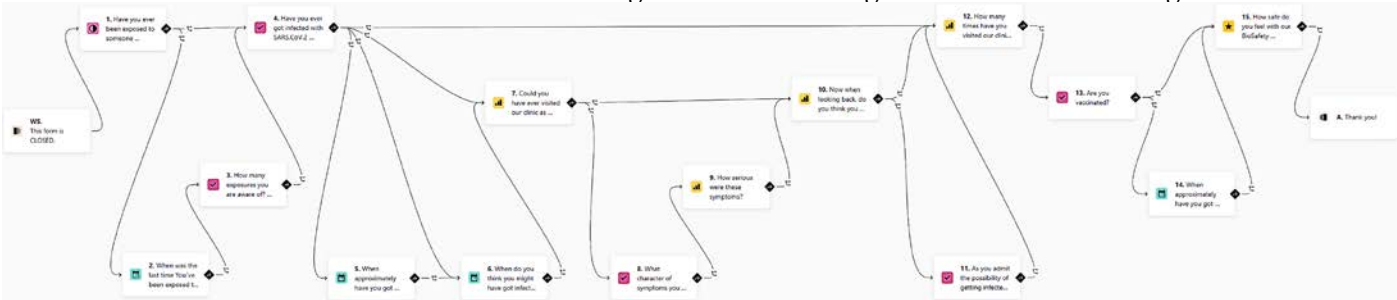 WS.
This form is
CLOSED.
1. Have you ever
been exposed to
someone ...
2. When was the
last time You've
been exposed t...
3. How many
exposures you
are aware of? ...
4. Have you ever
got infected with
SARS-CoV-2 ...
5. When
approximately
have you got ...
6. When do you
think you might
have got infect...
7. Could you
have ever visited
our clinic as ...
8. What
character of
symptoms you ...
9. How serious
were these
symptoms?
10. Now when
looking back, do
you think you ...
11. As you admit
the possibility of
getting infecte...
12. How many
times have you
visited our clini...
13. Are you
vaccinated?
14. When
approximately
have you got ...
15. How safe do
you feel with our
BioSafety ...
A. Thank you!